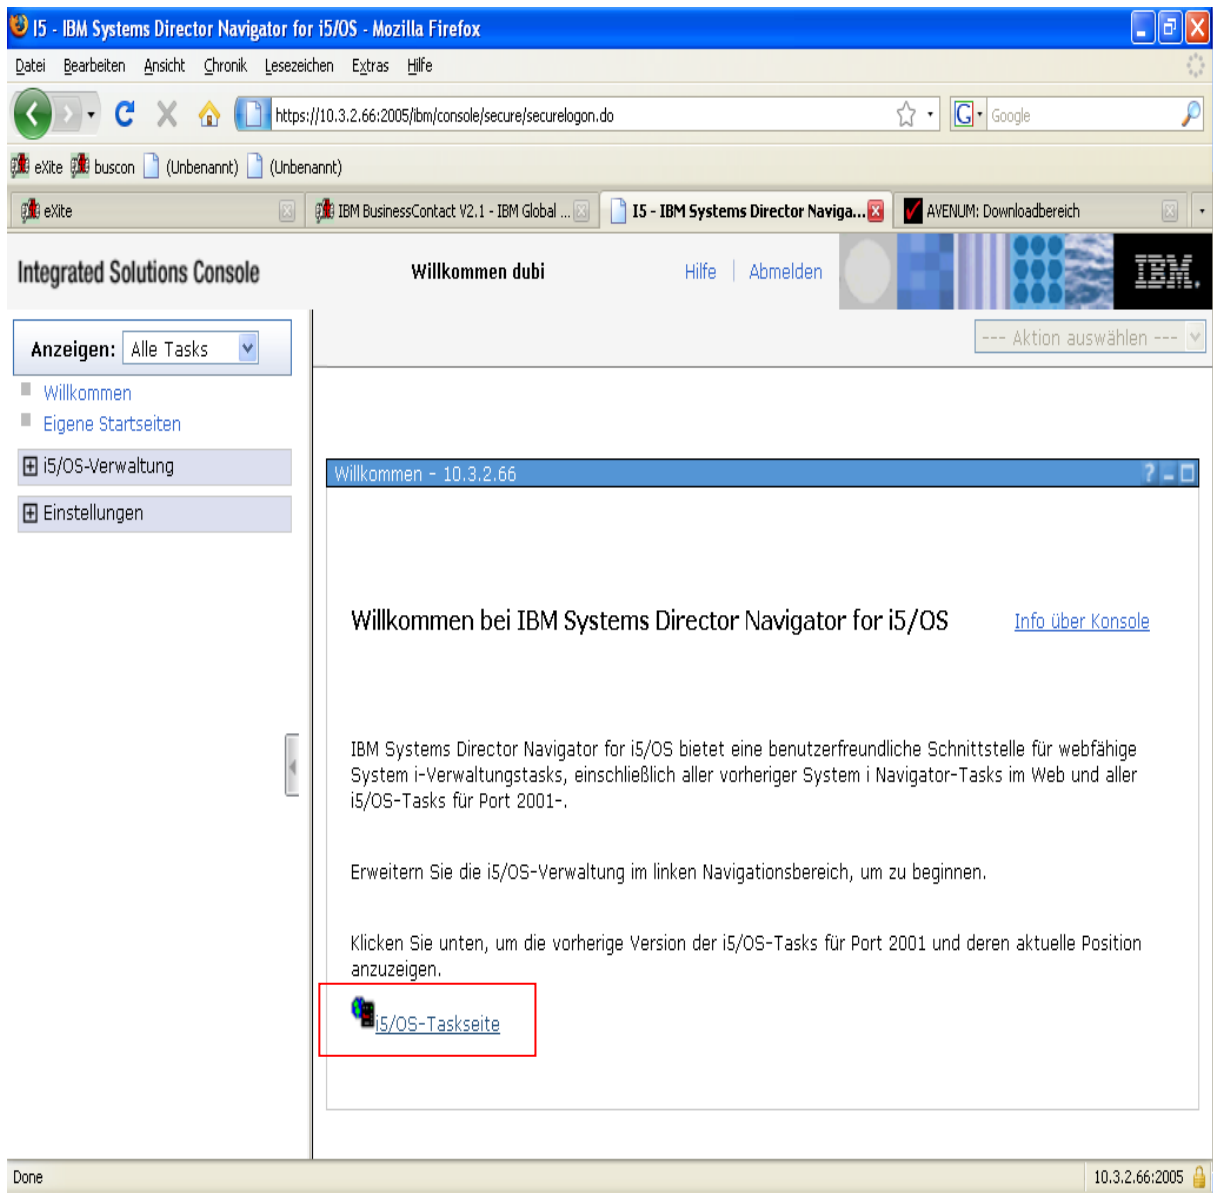 I5 - IBM Systems Director Navigator for i5/OS - Mozilla Firefox
Datei Bearbeiten Ansicht Chronik Lesezeichen Extras Hilfe
https://10.3.2.66:2005/ibm/console/secure/securelogon.do
G Google
eXite buscon (Unbenannt) (Unbenannt)
eXite
IBM BusinessContact V2.1 - IBM Global ...
I5 - IBM Systems Director Naviga...
AVENUM: Downloadbereich
Integrated Solutions Console
Willkommen dubi
Hilfe Abmelden
IBM.
Anzeigen: Alle Tasks
--- Aktion auswählen ---
Willkommen
Eigene Startseiten
i5/OS-Verwaltung
Einstellungen
Willkommen - 10.3.2.66
Willkommen bei IBM Systems Director Navigator for i5/OS
Info über Konsole
IBM Systems Director Navigator for i5/OS bietet eine benutzerfreundliche Schnittstelle für webfähige
System i-Verwaltungstasks, einschließlich aller vorheriger System i Navigator-Tasks im Web und aller
i5/OS-Tasks für Port 2001-.
Erweitern Sie die i5/OS-Verwaltung im linken Navigationsbereich, um zu beginnen.
Klicken Sie unten, um die vorherige Version der i5/OS-Tasks für Port 2001 und deren aktuelle Position
anzuzeigen.
i5/OS-Taskseite
Done
10.3.2.66:2005